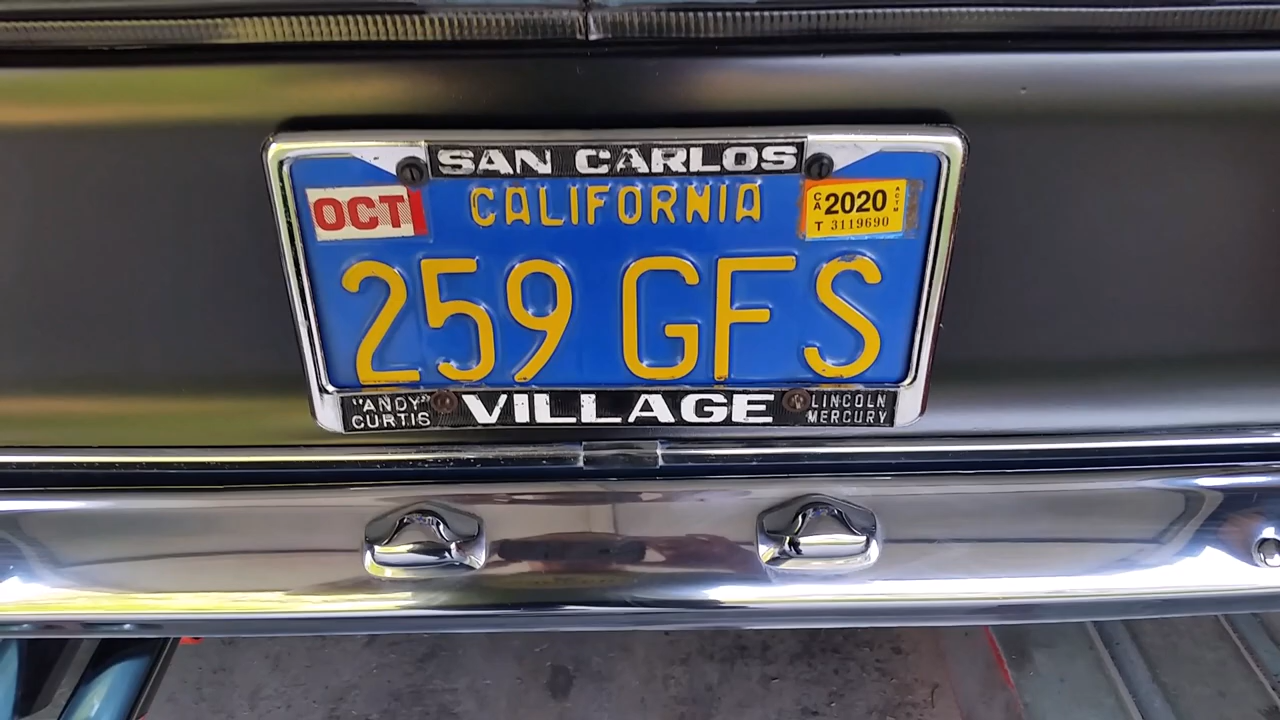 SAN CARLOS
OCT
CALIFORNIA
CA 2020
T 3119690
259 GFS
"ANDY" CURTIS
VILLAGE
LINCOLN MERCURY